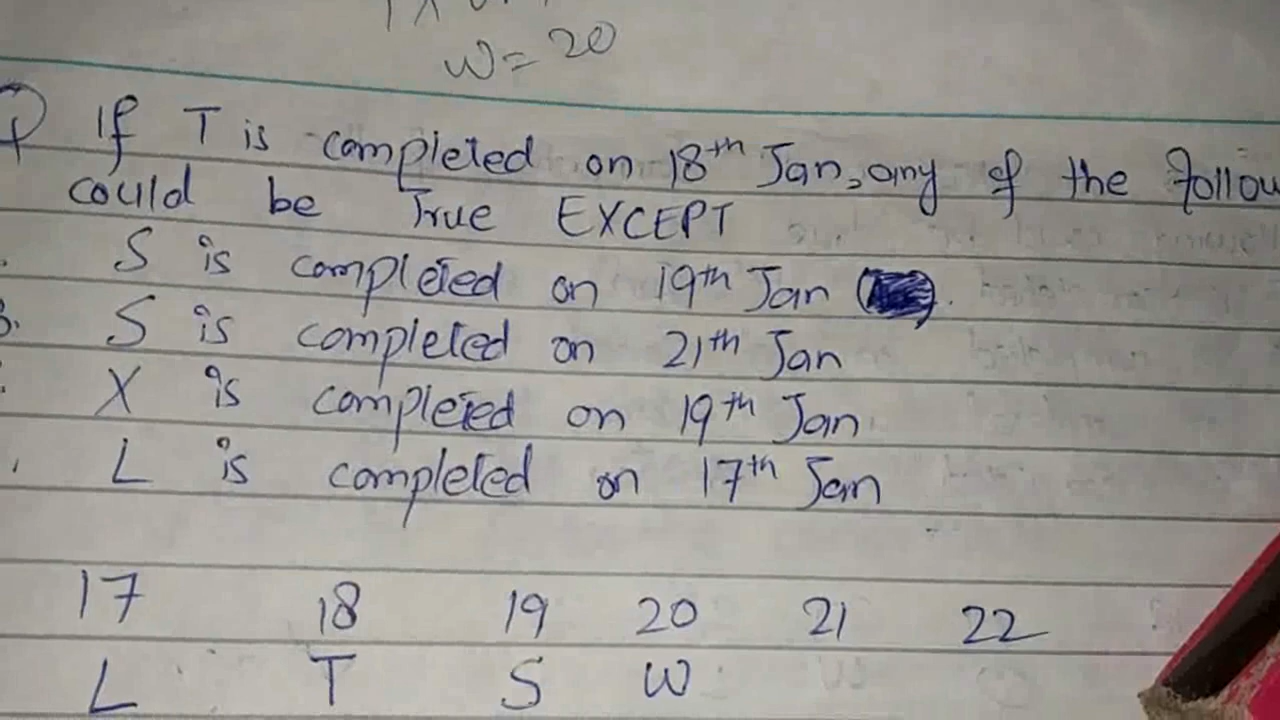 W = 20
If T is completed on 18th Jan, any of the
could be True EXCEPT
S is completed on 19th Jan
S is completed on 21th Jan
X is completed on 19th Jan
L is completed on 17th Jan
17 18 19 20 21 22
L T S W